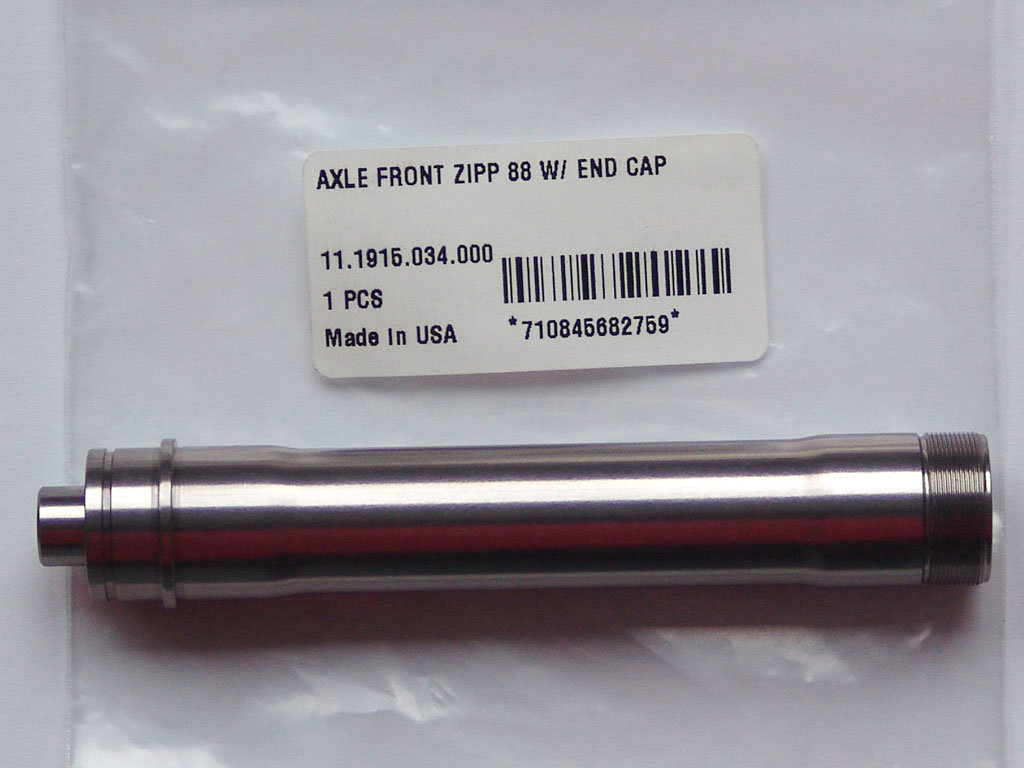 AXLE FRONT ZIPP 88 W/ END CAP
11.1915.034.000
1 PCS
Made In USA
*710845682759*